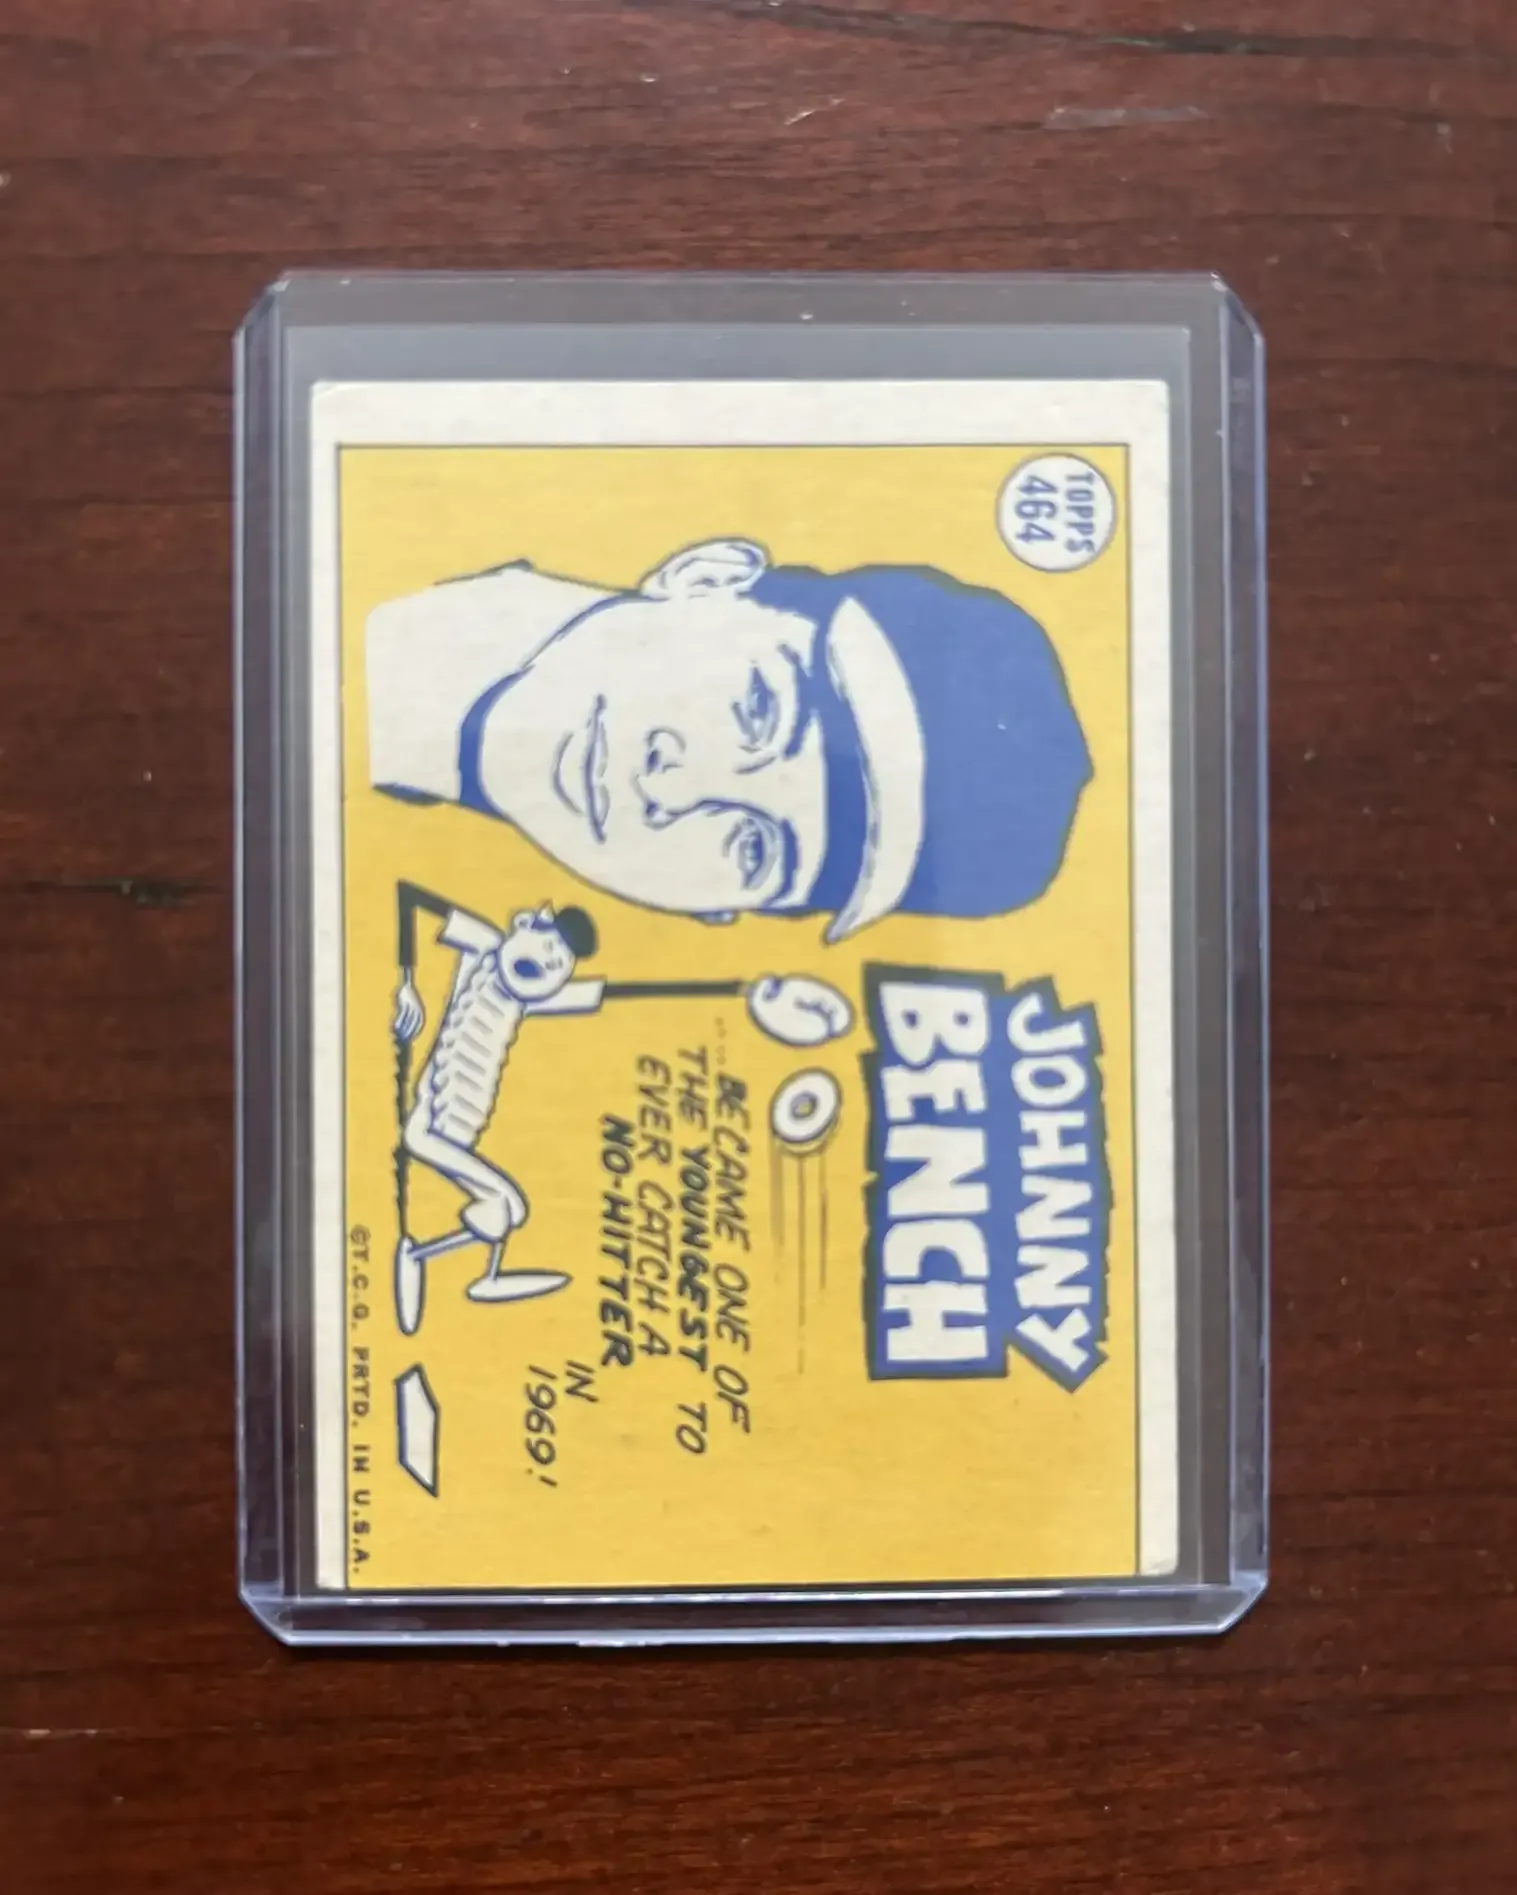 TOPPS
464
JOHNNY
BENCH
.....BECAME ONE OF
THE YOUNGEST TO
EVER CATCH A
NO-HITTER
IN
1969!
©T.C.G. PRTD. IN U.S.A.